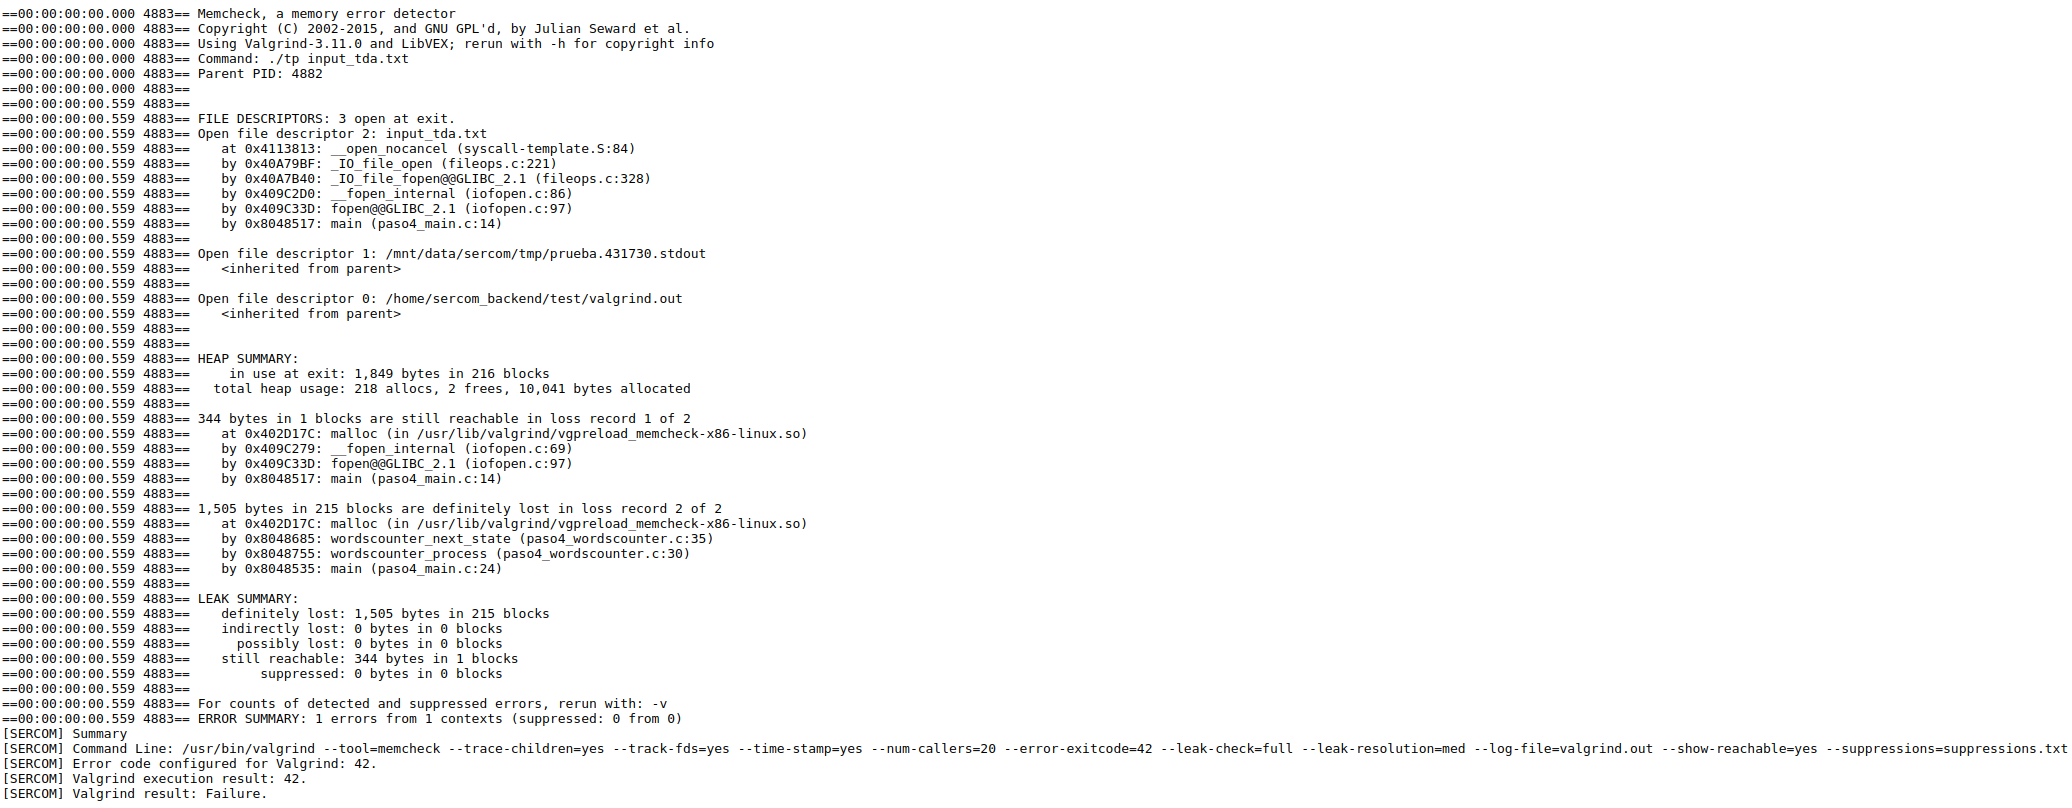 ==00:00:00:00.000 4883== Memcheck, a memory error detector
==00:00:00:00.000 4883== Copyright (C) 2002-2015, and GNU GPL'd, by Julian Seward et al.
==00:00:00:00.000 4883== Using Valgrind-3.11.0 and LibVEX; rerun with -h for copyright info
==00:00:00:00.000 4883== Command: ./tp input_tda.txt
==00:00:00:00.000 4883== Parent PID: 4882
==00:00:00:00.000 4883==
==00:00:00:00.559 4883==
==00:00:00:00.559 4883== FILE DESCRIPTORS: 3 open at exit.
==00:00:00:00.559 4883== Open file descriptor 2: input_tda.txt
==00:00:00:00.559 4883==    at 0x4113813: __open_nocancel (syscall-template.S:84)
==00:00:00:00.559 4883==    by 0x40A79BF: _IO_file_open (fileops.c:221)
==00:00:00:00.559 4883==    by 0x40A7B40: _IO_file_fopen@@GLIBC_2.1 (fileops.c:328)
==00:00:00:00.559 4883==    by 0x409C2D0: __fopen_internal (iofopen.c:86)
==00:00:00:00.559 4883==    by 0x409C33D: fopen@@GLIBC_2.1 (iofopen.c:97)
==00:00:00:00.559 4883==    by 0x8048517: main (paso4_main.c:14)
==00:00:00:00.559 4883==
==00:00:00:00.559 4883== Open file descriptor 1: /mnt/data/sercom/tmp/prueba.431730.stdout
==00:00:00:00.559 4883==    <inherited from parent>
==00:00:00:00.559 4883==
==00:00:00:00.559 4883== Open file descriptor 0: /home/sercom_backend/test/valgrind.out
==00:00:00:00.559 4883==    <inherited from parent>
==00:00:00:00.559 4883==
==00:00:00:00.559 4883==
==00:00:00:00.559 4883== HEAP SUMMARY:
==00:00:00:00.559 4883==     in use at exit: 1,849 bytes in 216 blocks
==00:00:00:00.559 4883==   total heap usage: 218 allocs, 2 frees, 10,041 bytes allocated
==00:00:00:00.559 4883==
==00:00:00:00.559 4883== 344 bytes in 1 blocks are still reachable in loss record 1 of 2
==00:00:00:00.559 4883==    at 0x402D17C: malloc (in /usr/lib/valgrind/vgpreload_memcheck-x86-linux.so)
==00:00:00:00.559 4883==    by 0x409C279: __fopen_internal (iofopen.c:69)
==00:00:00:00.559 4883==    by 0x409C33D: fopen@@GLIBC_2.1 (iofopen.c:97)
==00:00:00:00.559 4883==    by 0x8048517: main (paso4_main.c:14)
==00:00:00:00.559 4883==
==00:00:00:00.559 4883== 1,505 bytes in 215 blocks are definitely lost in loss record 2 of 2
==00:00:00:00.559 4883==    at 0x402D17C: malloc (in /usr/lib/valgrind/vgpreload_memcheck-x86-linux.so)
==00:00:00:00.559 4883==    by 0x8048685: wordscounter_next_state (paso4_wordscounter.c:35)
==00:00:00:00.559 4883==    by 0x8048755: wordscounter_process (paso4_wordscounter.c:30)
==00:00:00:00.559 4883==    by 0x8048535: main (paso4_main.c:24)
==00:00:00:00.559 4883==
==00:00:00:00.559 4883== LEAK SUMMARY:
==00:00:00:00.559 4883==    definitely lost: 1,505 bytes in 215 blocks
==00:00:00:00.559 4883==    indirectly lost: 0 bytes in 0 blocks
==00:00:00:00.559 4883==      possibly lost: 0 bytes in 0 blocks
==00:00:00:00.559 4883==    still reachable: 344 bytes in 1 blocks
==00:00:00:00.559 4883==         suppressed: 0 bytes in 0 blocks
==00:00:00:00.559 4883==
==00:00:00:00.559 4883== For counts of detected and suppressed errors, rerun with: -v
==00:00:00:00.559 4883== ERROR SUMMARY: 1 errors from 1 contexts (suppressed: 0 from 0)
[SERCOM] Summary
[SERCOM] Command Line: /usr/bin/valgrind --tool=memcheck --trace-children=yes --track-fds=yes --time-stamp=yes --num-callers=20 --error-exitcode=42 --leak-check=full --leak-resolution=med --log-file=valgrind.out --show-reachable=yes --suppressions=suppressions.txt
[SERCOM] Error code configured for Valgrind: 42.
[SERCOM] Valgrind execution result: 42.
[SERCOM] Valgrind result: Failure.